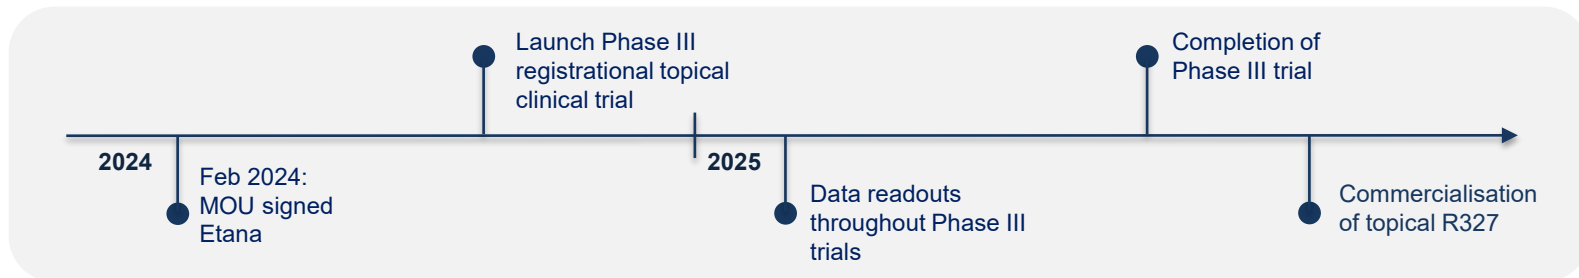 Launch Phase III
registrational topical
clinical trial
Completion of
Phase III trial
2024
2025
Feb 2024:
MOU signed
Etana
Data readouts
throughout Phase III
trials
Commercialisation
of topical R327